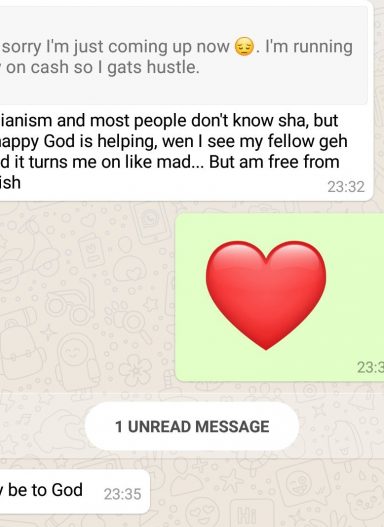 sorry I'm just coming up now 😔. I'm running
on cash so I gats hustle.
ianism and most people don't know sha, but
appy God is helping, wen I see my fellow geh
d it turns me on like mad... But am free from
ish
23:32
23:3
1 UNREAD MESSAGE
y be to God
23:35